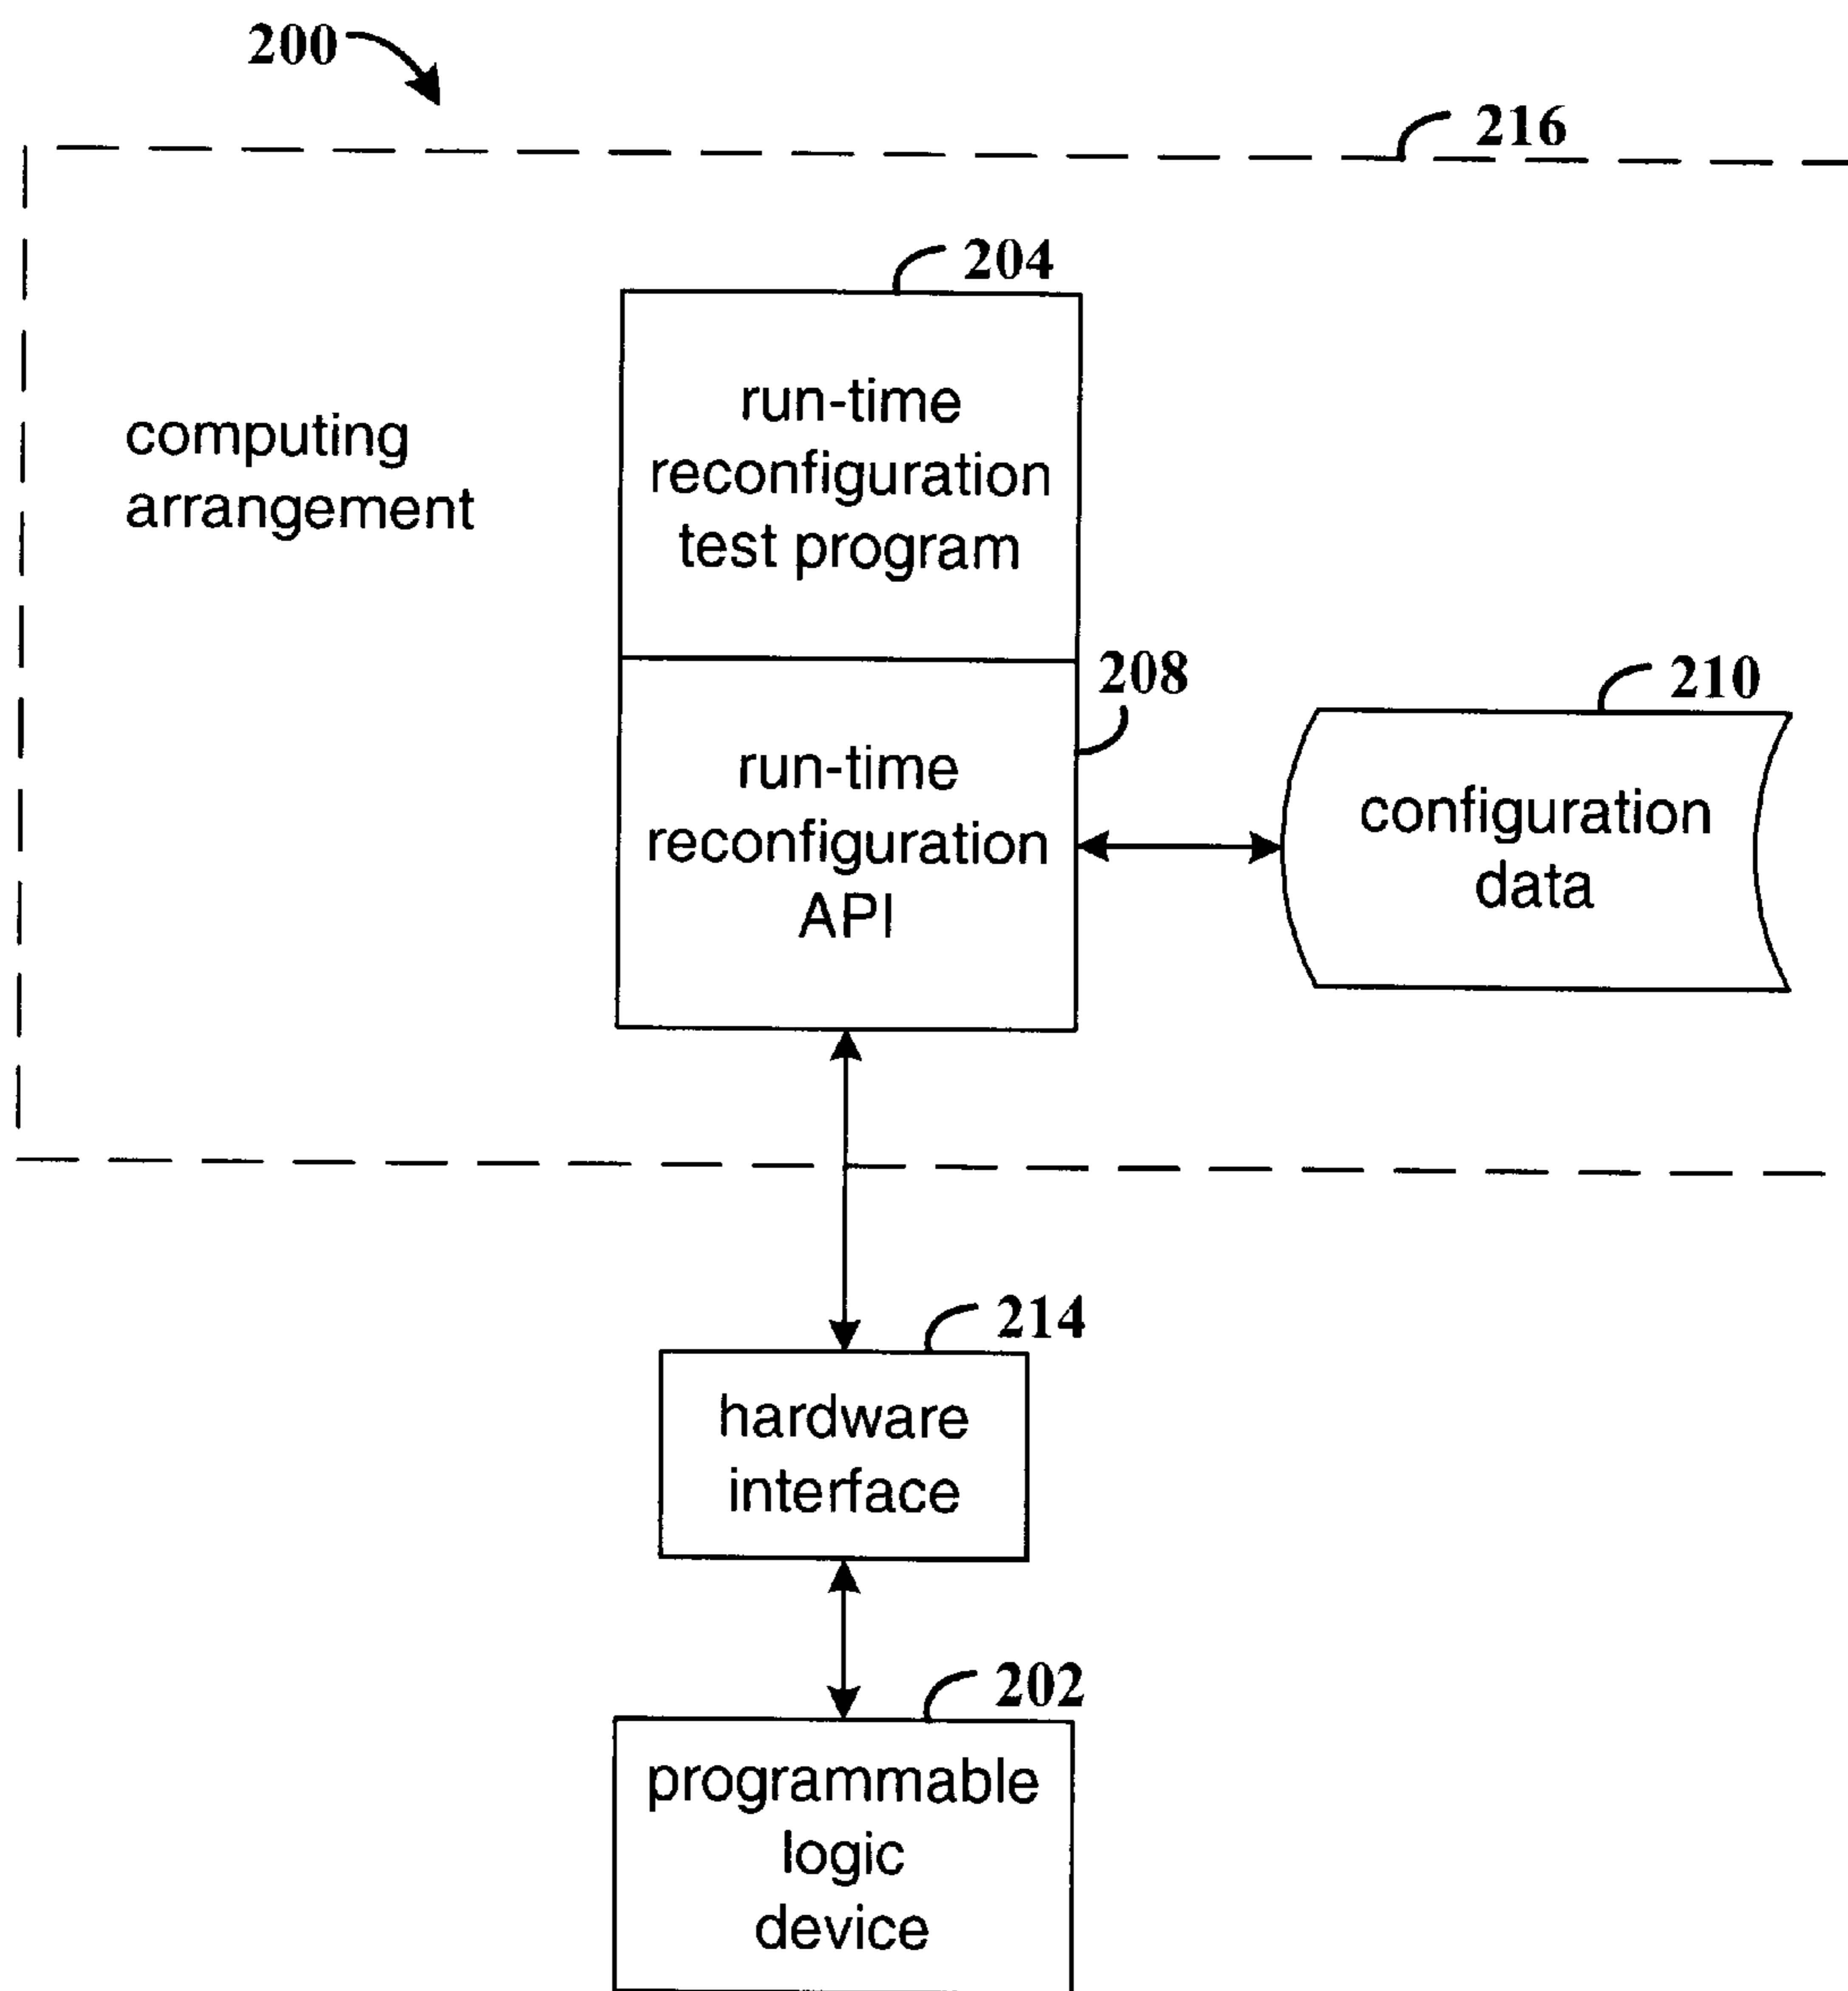 200
216
204
run-time
reconfiguration
test program
computing
arrangement
208
210
run-time
reconfiguration
API
configuration
data
214
hardware
interface
202
programmable
logic
device